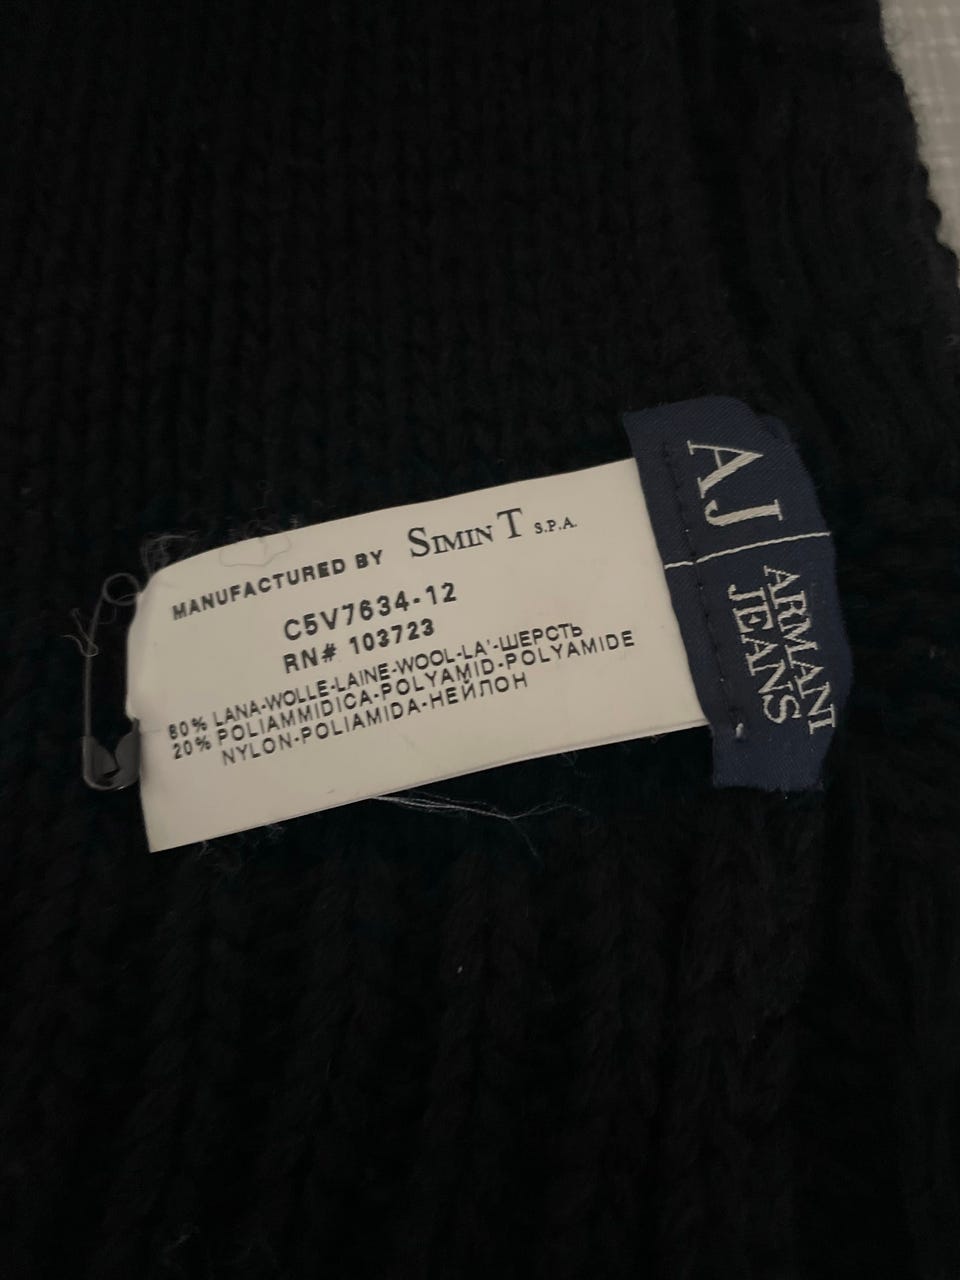 MANUFACTURED BY SIMINT S.P.A.
C5V7634-12
RN# 103723
80% LANA-WOLLE-LAINE-WOOL-LA'-ШЕРСТЬ
20% POLIAMMIDICA-POLYAMID-POLYAMIDE
NYLON-POLIAMIDA-НЕЙЛОН
AJ
ARMANI
JEANS